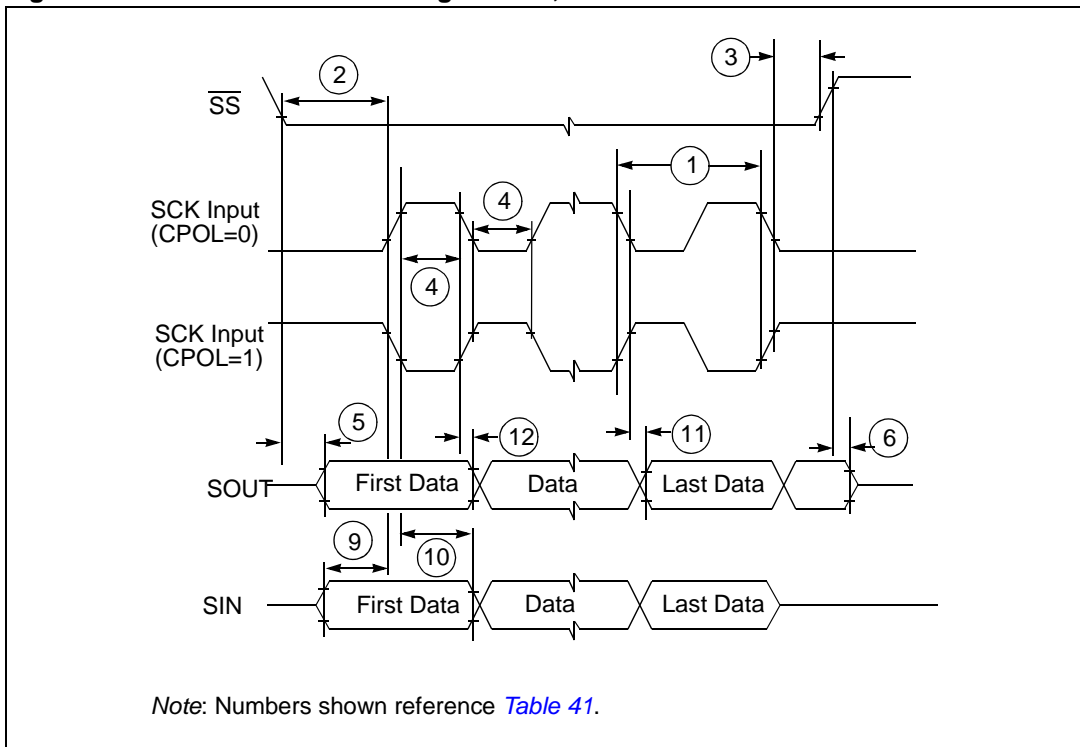 SS
2
3
1
SCK Input
(CPOL=0)
4
4
SCK Input
(CPOL=1)
5
12
11
6
SOUT
First Data
Data
Last Data
9
10
SIN
First Data
Data
Last Data
Note: Numbers shown reference Table 41.